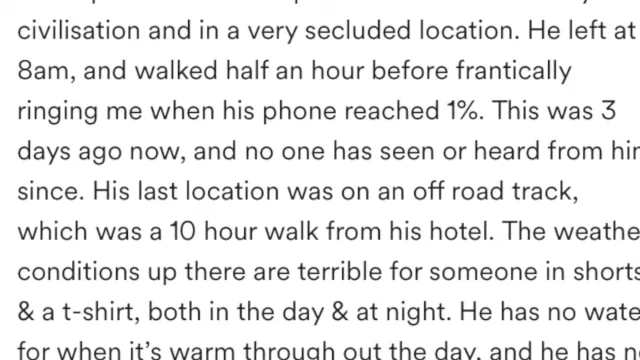 civilisation and in a very secluded location. He left at
8am, and walked half an hour before frantically
ringing me when his phone reached 1%. This was 3
days ago now, and no one has seen or heard from
since. His last location was on an off road track,
which was a 10 hour walk from his hotel. The
conditions up there are terrible for someone in shorts
& a t-shirt, both in the day & at night. He has no
for when it's warm through out the day, and he has